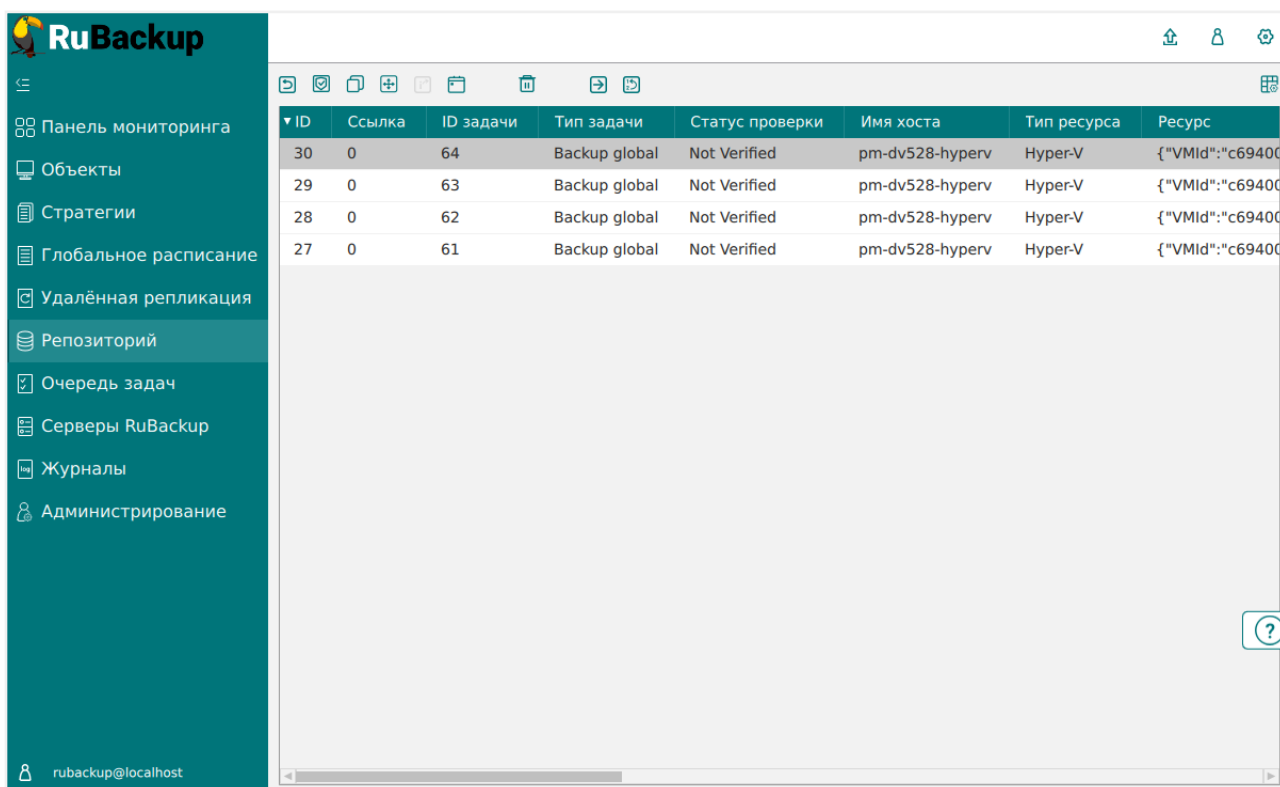 RuBackup
Панель мониторинга
Объекты
Стратегии
Глобальное расписание
Удалённая репликация
Репозиторий
Очередь задач
Серверы RuBackup
Журналы
Администрирование
rubackup@localhost
ID Ссылка ID задачи Тип задачи Статус проверки Имя хоста Тип ресурса Ресурс
30 0 64 Backup global Not Verified pm-dv528-hyperv Hyper-V {"VMId":"c69400
29 0 63 Backup global Not Verified pm-dv528-hyperv Hyper-V {"VMId":"c69400
28 0 62 Backup global Not Verified pm-dv528-hyperv Hyper-V {"VMId":"c69400
27 0 61 Backup global Not Verified pm-dv528-hyperv Hyper-V {"VMId":"c69400
?